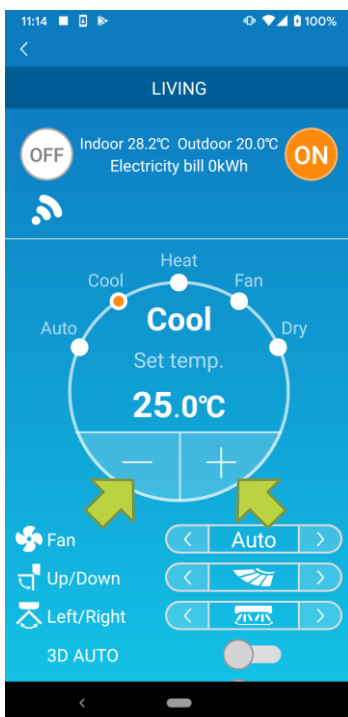 11:14 100%
LIVING
OFF
Indoor 28.2℃ Outdoor 20.0℃
Electricity bill 0kWh
ON
Heat
Cool Fan
Auto Cool Dry
Set temp.
25.0℃
— +
Fan Auto
Up/Down
Left/Right
3D AUTO